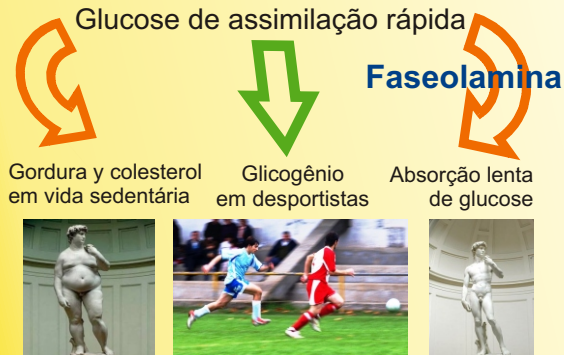 Glucose de assimilação rápida
Faseolamina
Gordura y colesterol
em vida sedentária
Glicogênio
em desportistas
Absorção lenta
de glucose